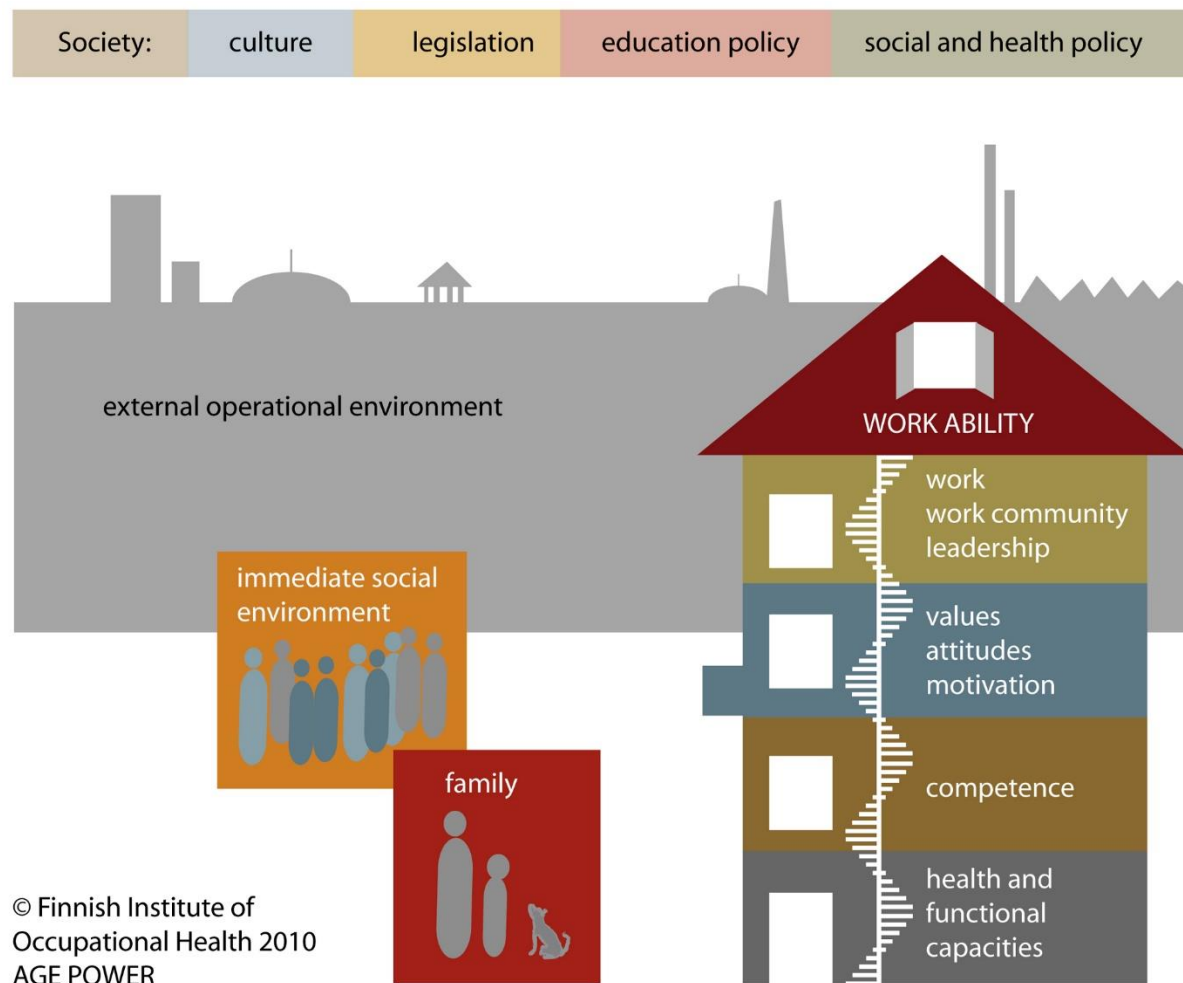 Society: culture legislation education policy social and health policy
external operational environment
WORK ABILITY
work
work community
leadership
immediate social
environment
values
attitudes
motivation
family
competence
health and
functional
capacities
© Finnish Institute of
Occupational Health 2010
AGE POWER